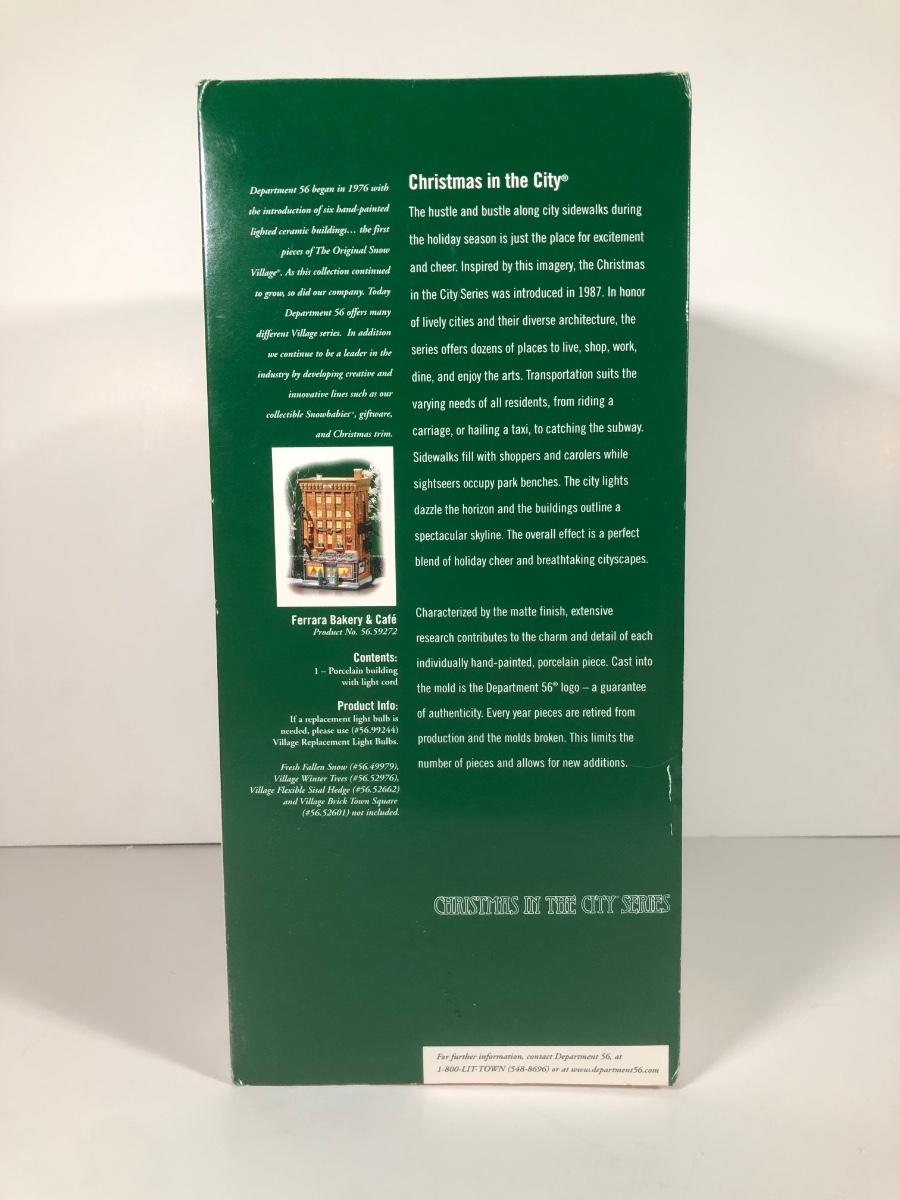 Department 56 began in 1976 with
the introduction of six hand-painted
lighted ceramic buildings... the first
pieces of The Original Snow
Village®. As this collection continued
to grow, so did our company. Today
Department 56 offers many
different Village series. In addition
we continue to be a leader in the
industry by developing creative and
innovative lines such as our
collectible Snowbabies™, giftware,
and Christmas trim.
Ferrara Bakery & Café
Product No. 56.59272
Contents:
1 – Porcelain building
with light cord
Product Info:
If a replacement light bulb is
needed, please use (#56.99244)
Village Replacement Light Bulbs.
Fresh Fallen Snow (#56.49979),
Village Winter Trees (#56.52976),
Village Flexible Sisal Hedge (#56.52662)
and Village Brick Town Square
(#56.52601) not included.
Christmas in the City®
The hustle and bustle along city sidewalks during
the holiday season is just the place for excitement
and cheer. Inspired by this imagery, the Christmas
in the City Series was introduced in 1987. In honor
of lively cities and their diverse architecture, the
series offers dozens of places to live, shop, work,
dine, and enjoy the arts. Transportation suits the
varying needs of all residents, from riding a
carriage, or hailing a taxi, to catching the subway.
Sidewalks fill with shoppers and carolers while
sightseers occupy park benches. The city lights
dazzle the horizon and the buildings outline a
spectacular skyline. The overall effect is a perfect
blend of holiday cheer and breathtaking cityscapes.
Characterized by the matte finish, extensive
research contributes to the charm and detail of each
individually hand-painted, porcelain piece. Cast into
the mold is the Department 56® logo – a guarantee
of authenticity. Every year pieces are retired from
production and the molds broken. This limits the
number of pieces and allows for new additions.
CHRISTMAS IN THE CITY SERIES
For further information, contact Department 56, at
1-800-LIT-TOWN (548-8696) or at www.department56.com